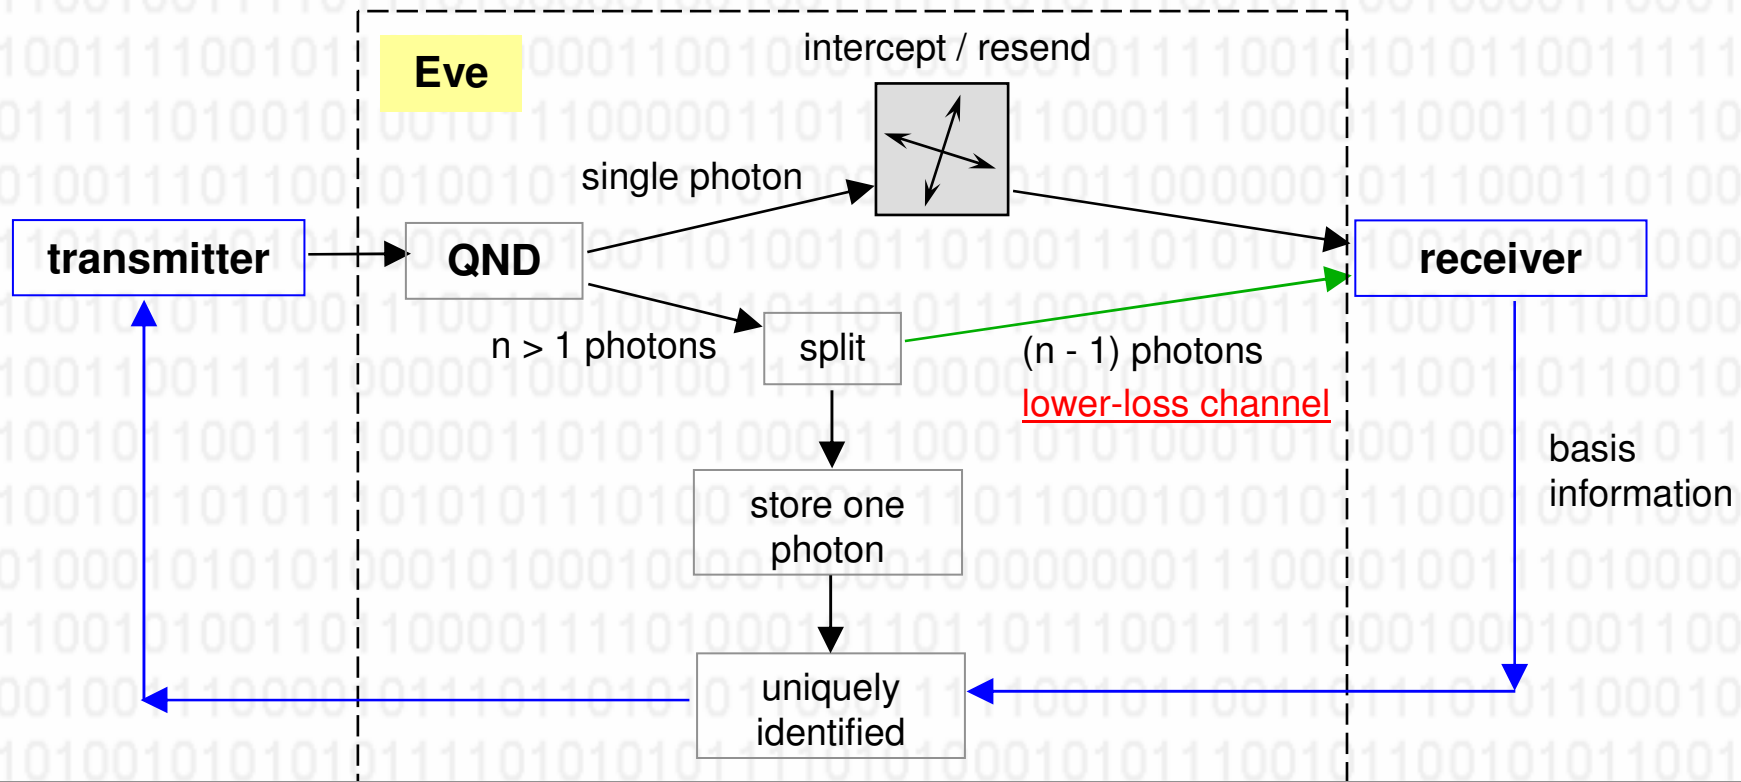 intercept / resend
Eve
single photon
transmitter
QND
receiver
n > 1 photons
split
(n - 1) photons
lower-loss channel
basis
information
store one
photon
uniquely
identified